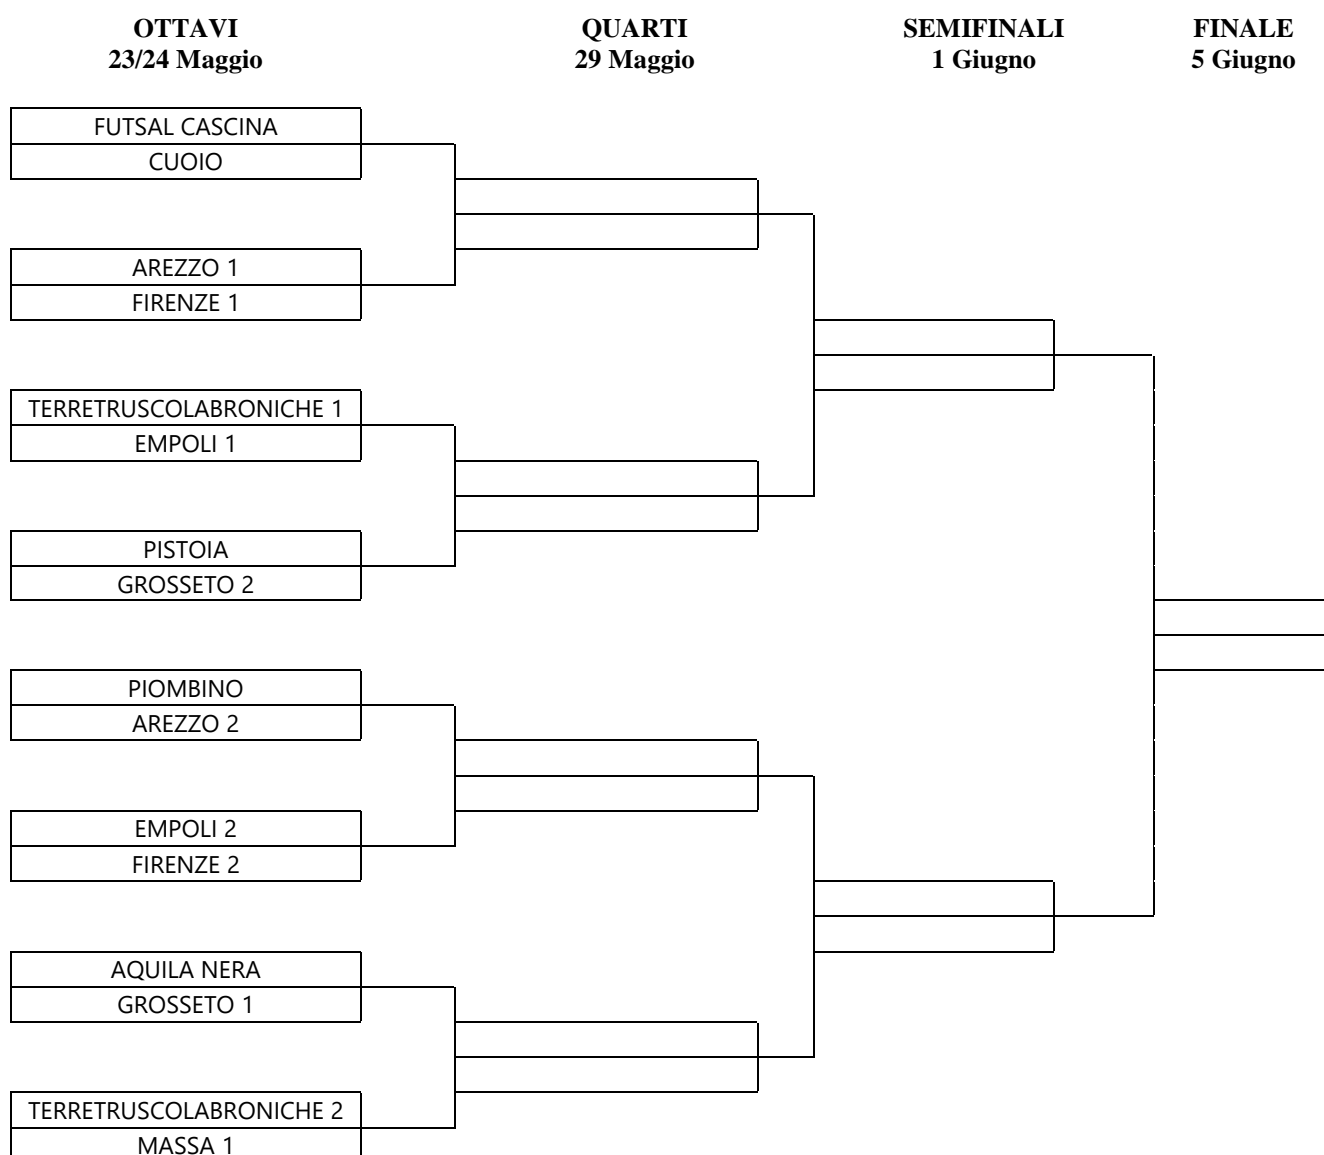 OTTAVI
23/24 Maggio
QUARTI
29 Maggio
SEMIFINALI
1 Giugno
FINALE
5 Giugno
FUTSAL CASCINA
CUOIO
AREZZO 1
FIRENZE 1
TERRETRUSCOLABRONICHE 1
EMPOLI 1
PISTOIA
GROSSETO 2
PIOMBINO
AREZZO 2
EMPOLI 2
FIRENZE 2
AQUILA NERA
GROSSETO 1
TERRETRUSCOLABRONICHE 2
MASSA 1